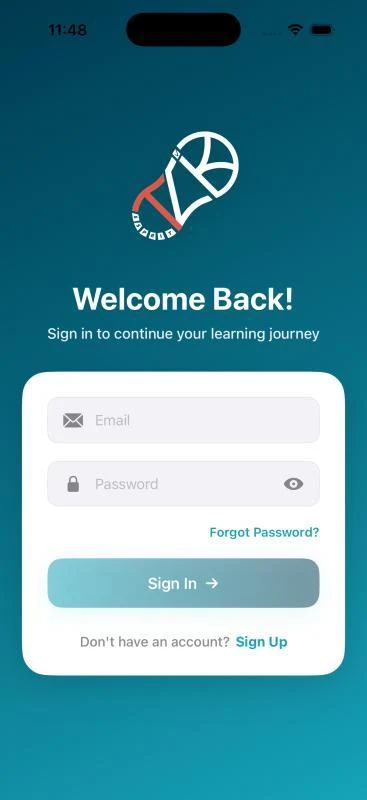 11:48
Welcome Back!
Sign in to continue your learning journey
Email
Password
Forgot Password?
Sign In →
Don't have an account? Sign Up